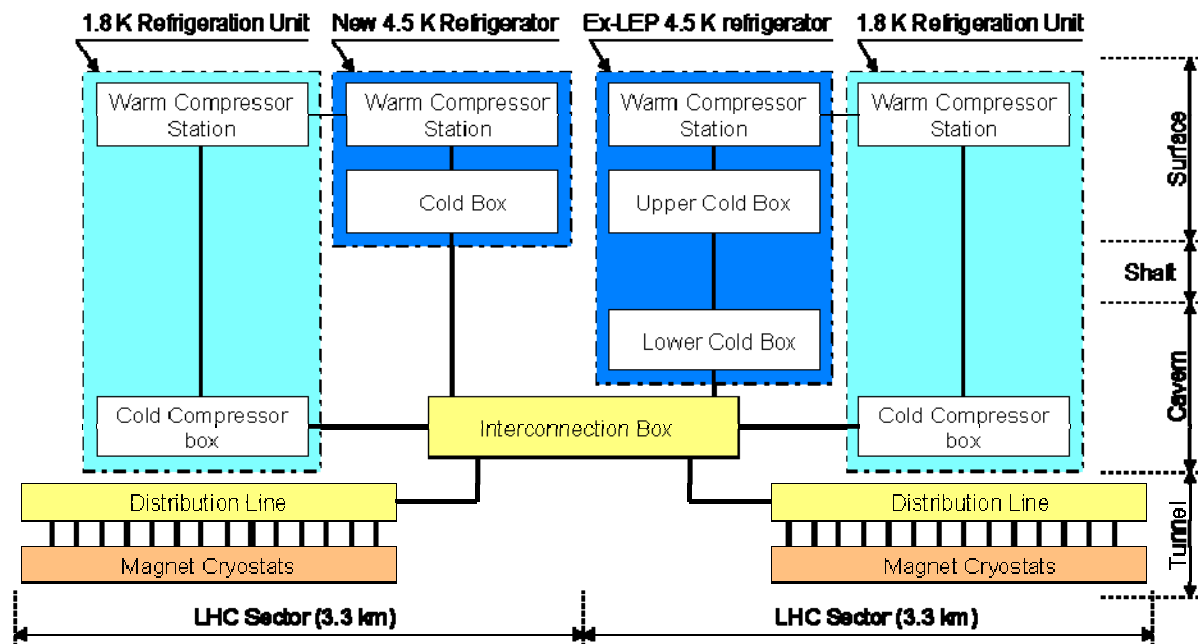 1.8 K Refrigeration Unit
New 4.5 K Refrigerator
Ex-LEP 4.5 K refrigerator
1.8 K Refrigeration Unit
Warm Compressor
Station
Warm Compressor
Station
Warm Compressor
Station
Warm Compressor
Station
Surface
Cold Box
Upper Cold Box
Shaft
Lower Cold Box
Cavern
Cold Compressor
box
Interconnection Box
Cold Compressor
box
Distribution Line
Distribution Line
Tunnel
Magnet Cryostats
Magnet Cryostats
LHC Sector (3.3 km)
LHC Sector (3.3 km)